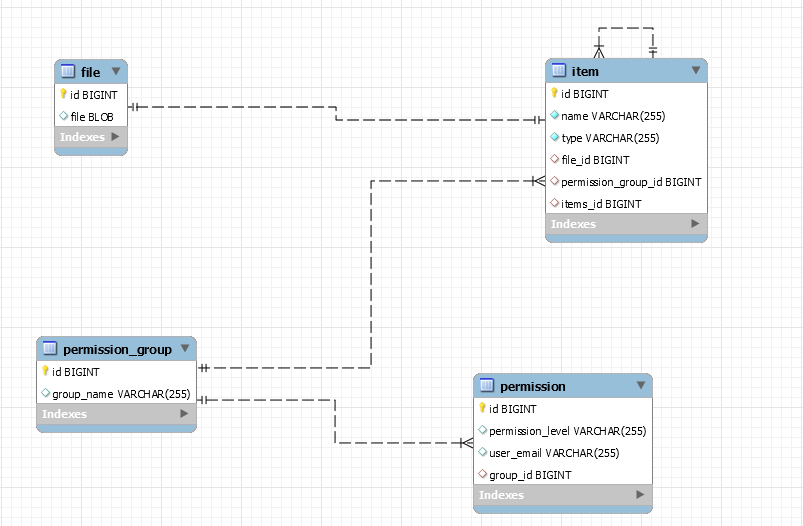 file
id BIGINT
file BLOB
Indexes
item
id BIGINT
name VARCHAR(255)
type VARCHAR(255)
file_id BIGINT
permission_group_id BIGINT
items_id BIGINT
Indexes
permission_group
id BIGINT
group_name VARCHAR(255)
Indexes
permission
id BIGINT
permission_level VARCHAR(255)
user_email VARCHAR(255)
group_id BIGINT
Indexes